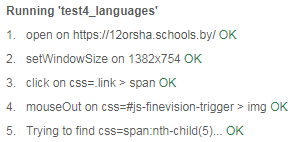 Running 'test4_languages'
1. open on https://12orsha.schools.by/ OK
2. setWindowSize on 1382x754 OK
3. click on css=.link > span OK
4. mouseOut on css=#js-finevision-trigger > img OK
5. Trying to find css=span:nth-child(5)... OK